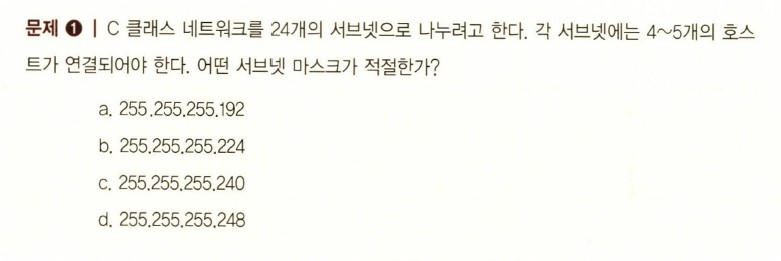 문제 ❶ | C 클래스 네트워크를 24개의 서브넷으로 나누려고 한다. 각 서브넷에는 4~5개의 호스
트가 연결되어야 한다. 어떤 서브넷 마스크가 적절한가?
a. 255.255.255.192
b. 255.255.255.224
c. 255.255.255.240
d. 255.255.255.248